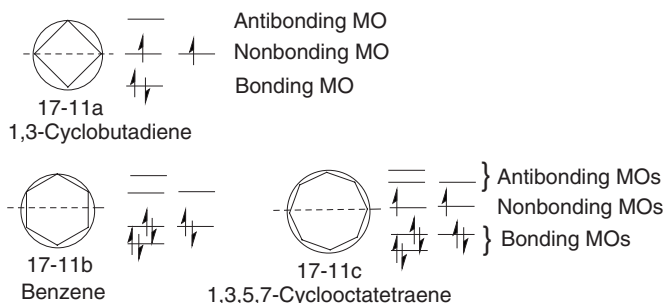 Antibonding MO
Nonbonding MO
Bonding MO
17-11a
1,3-Cyclobutadiene
} Antibonding MOs
Nonbonding MOs
} Bonding MOs
17-11b
Benzene
17-11c
1,3,5,7-Cyclooctatetraene